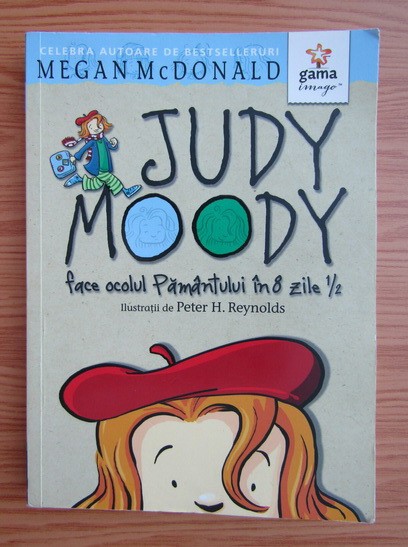 CELEBRA AUTOARE DE BESTSELLERURI
MEGAN McDONALD
gama
imago™
JUDY
MOODY
face ocolul Pământului în 8 zile 1/2
Ilustrații de Peter H. Reynolds